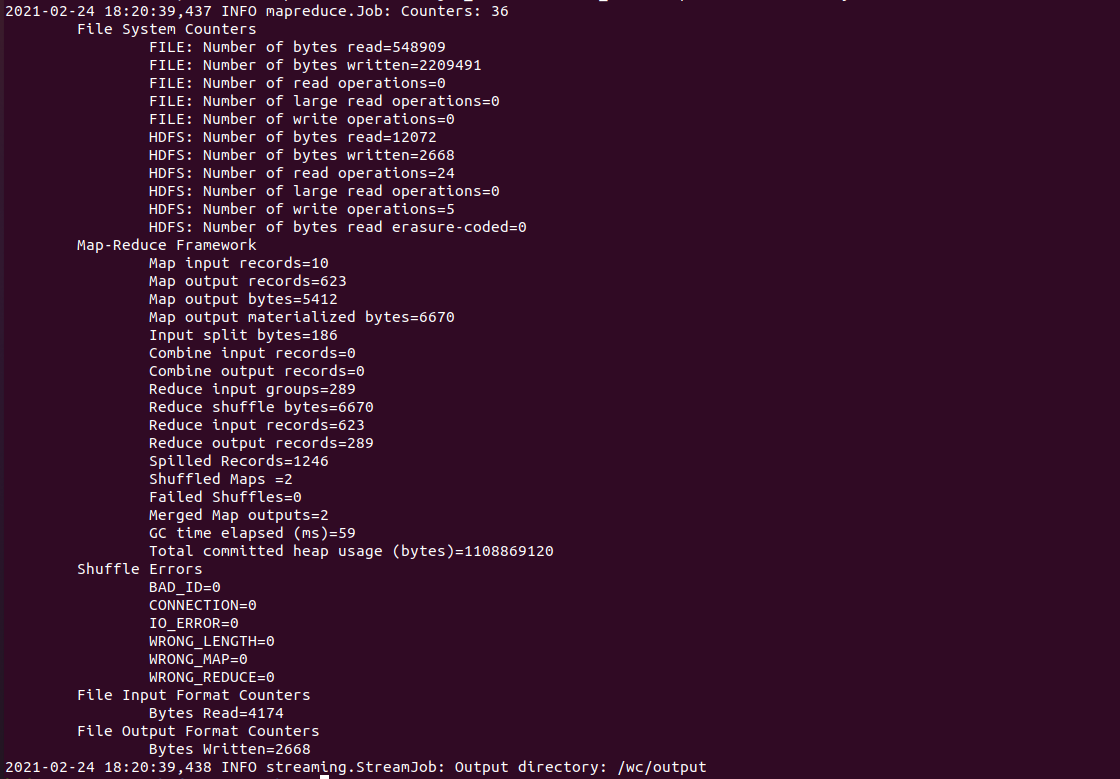 2021-02-24 18:20:39,437 INFO mapreduce.Job: Counters: 36
File System Counters
FILE: Number of bytes read=548909
FILE: Number of bytes written=2209491
FILE: Number of read operations=0
FILE: Number of large read operations=0
FILE: Number of write operations=0
HDFS: Number of bytes read=12072
HDFS: Number of bytes written=2668
HDFS: Number of read operations=24
HDFS: Number of large read operations=0
HDFS: Number of write operations=5
HDFS: Number of bytes read erasure-coded=0
Map-Reduce Framework
Map input records=10
Map output records=623
Map output bytes=5412
Map output materialized bytes=6670
Input split bytes=186
Combine input records=0
Combine output records=0
Reduce input groups=289
Reduce shuffle bytes=6670
Reduce input records=623
Reduce output records=289
Spilled Records=1246
Shuffled Maps =2
Failed Shuffles=0
Merged Map outputs=2
GC time elapsed (ms)=59
Total committed heap usage (bytes)=1108869120
Shuffle Errors
BAD_ID=0
CONNECTION=0
IO_ERROR=0
WRONG_LENGTH=0
WRONG_MAP=0
WRONG_REDUCE=0
File Input Format Counters
Bytes Read=4174
File Output Format Counters
Bytes Written=2668
2021-02-24 18:20:39,438 INFO streaming.StreamJob: Output directory: /wc/output